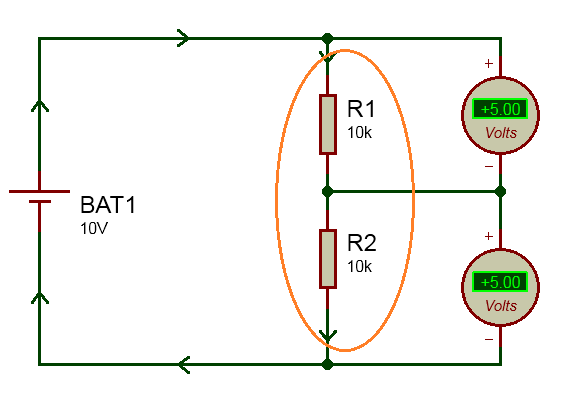 +
R1
10k
+5.00
Volts
−
BAT1
10V
+
R2
10k
+5.00
Volts
−